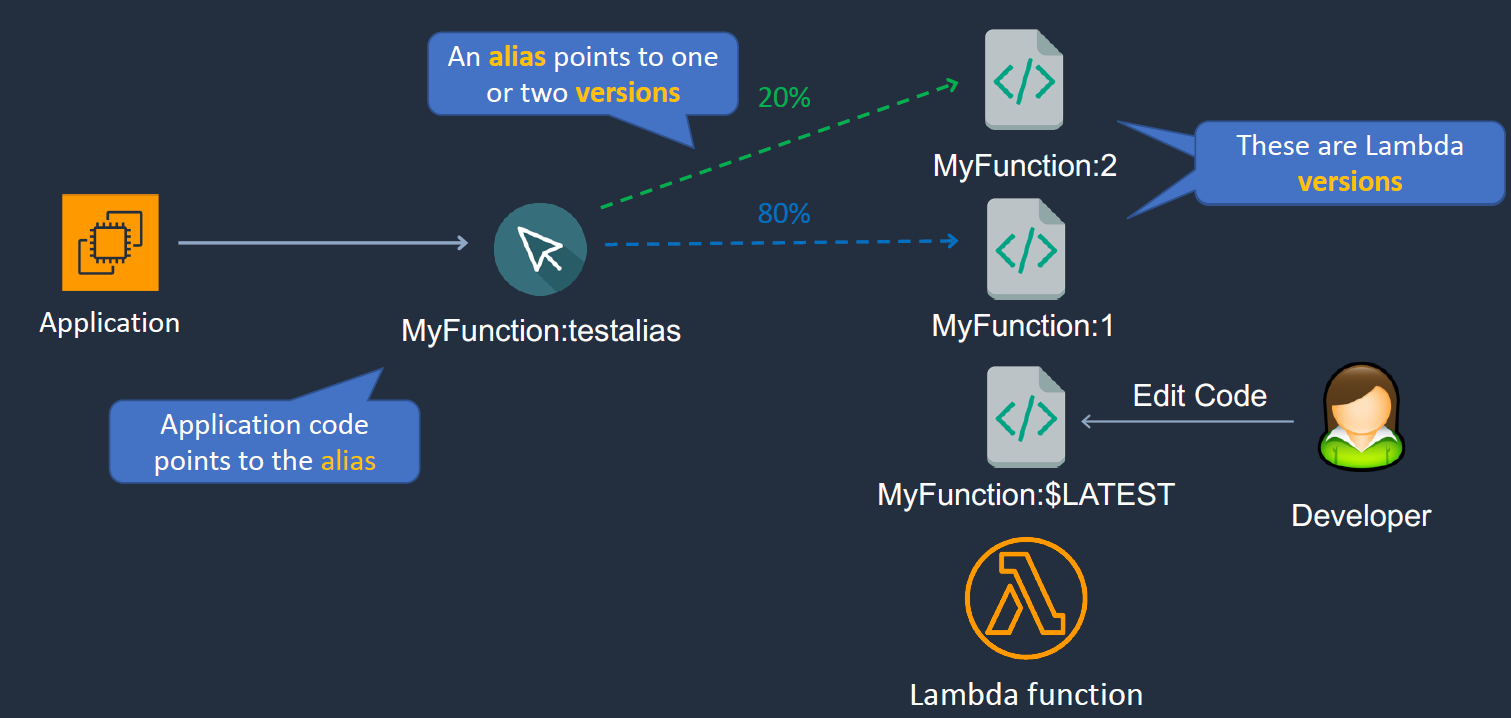 An alias points to one
or two versions
20%
MyFunction:2
These are Lambda
versions
80%
Application
MyFunction:testalias
MyFunction:1
Application code
points to the alias
Edit Code
MyFunction:$LATEST
Developer
Lambda function